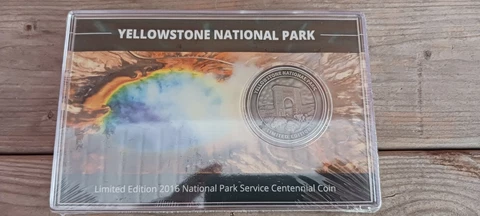 YELLOWSTONE NATIONAL PARK
YELLOWSTONE NATIONAL PARK
Limited Edition 2016 National Park Service Centennial Coin